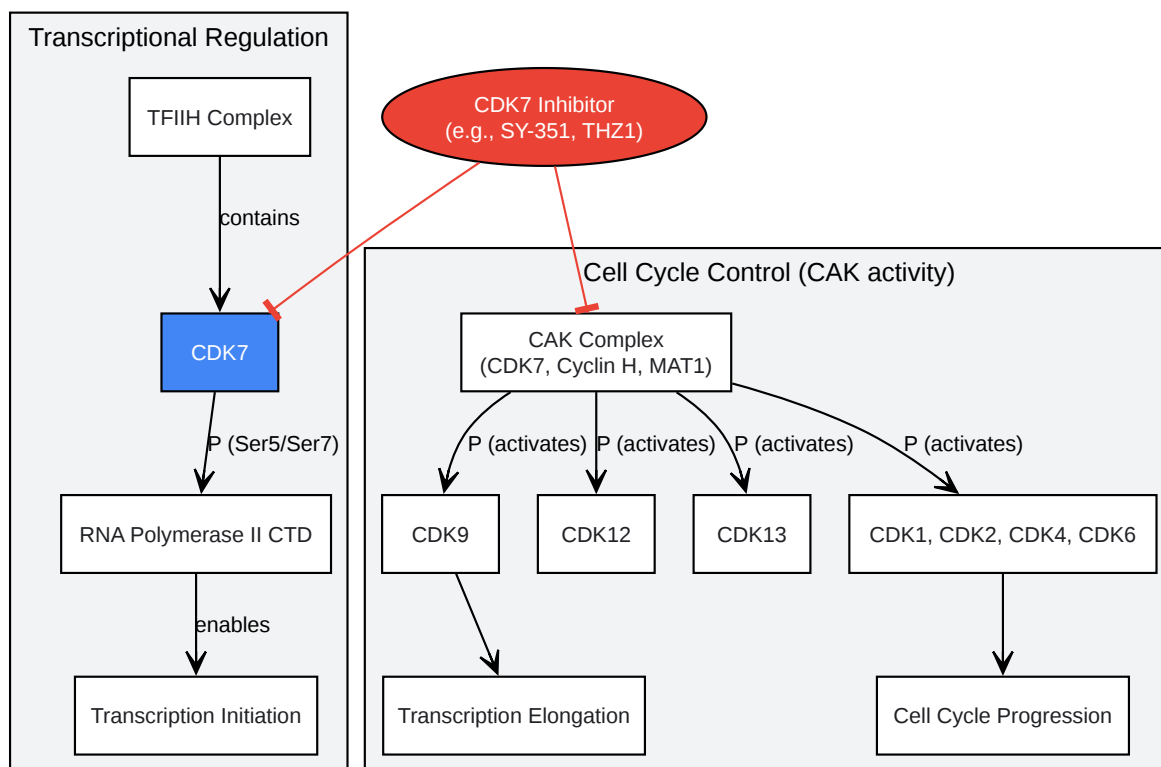 Transcriptional Regulation
TFIIH Complex
CDK7 Inhibitor
(e.g., SY-351, THZ1)
contains
Cell Cycle Control (CAK activity)
CDK7
CAK Complex
(CDK7, Cyclin H, MAT1)
P (Ser5/Ser7)
P (activates)
P (activates)
P (activates)
P (activates)
RNA Polymerase II CTD
CDK9
CDK12
CDK13
CDK1, CDK2, CDK4, CDK6
enables
Transcription Initiation
Transcription Elongation
Cell Cycle Progression